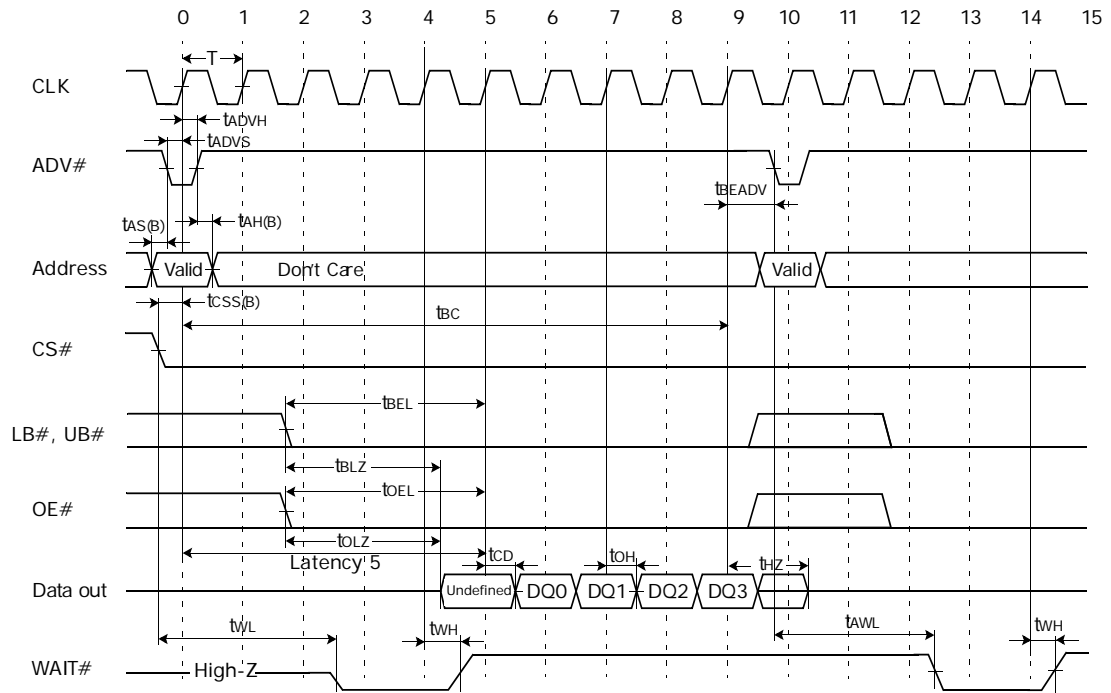 0 1 2 3 4 5 6 7 8 9 10 11 12 13 14 15
T
CLK
tADVH
tADVS
ADV#
tBEADV
tAS(B) tAH(B)
Address Valid Don't Care Valid
tCSS(B)
tBC
CS#
tBEL
LB#, UB#
tBLZ
tOEL
OE#
tOLZ
Latency 5
tCD tOH tHZ
Data out Undefined DQ0 DQ1 DQ2 DQ3
tWL tWH tAWL tWH
WAIT# High-Z